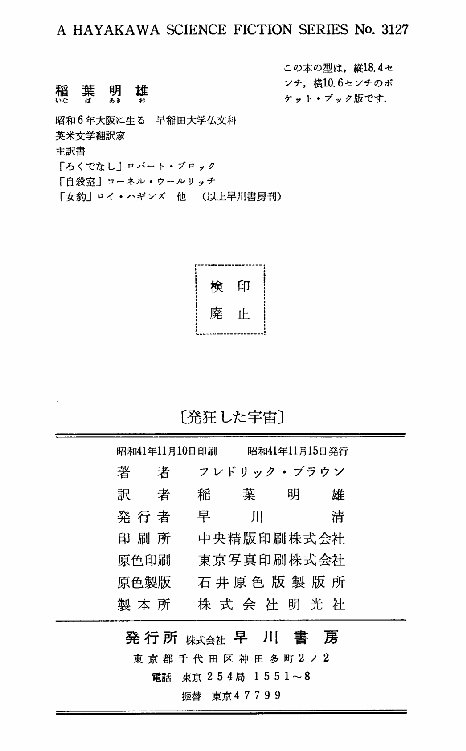 A HAYAKAWA SCIENCE FICTION SERIES No. 3127
この本の型は，縦18.4セ
ンチ，横10.6センチのポ
ケット・ブック版です.
稲葉明雄
いなばあきお
昭和6年大阪に生る 早稲田大学仏文科
英米文学翻訳家
主訳書
『ろくでなし』ロバート・ブロック
『自殺室』コーネル・ウールリッチ
『女豹』ロイ・ハギンズ 他 （以上早川書房刊）
検印
廃止
〔発狂した宇宙〕
昭和41年11月10日印刷 昭和41年11月15日発行
著者 フレドリック・ブラウン
訳者 稲葉明雄
発行者 早川清
印刷所 中央精版印刷株式会社
原色印刷 東京写真印刷株式会社
原色製版 石井原色版製版所
製本所 株式会社明光社
発行所 株式会社 早川書房
東京都千代田区神田多町2ノ2
電話 東京254局 1551～8
振替 東京47799